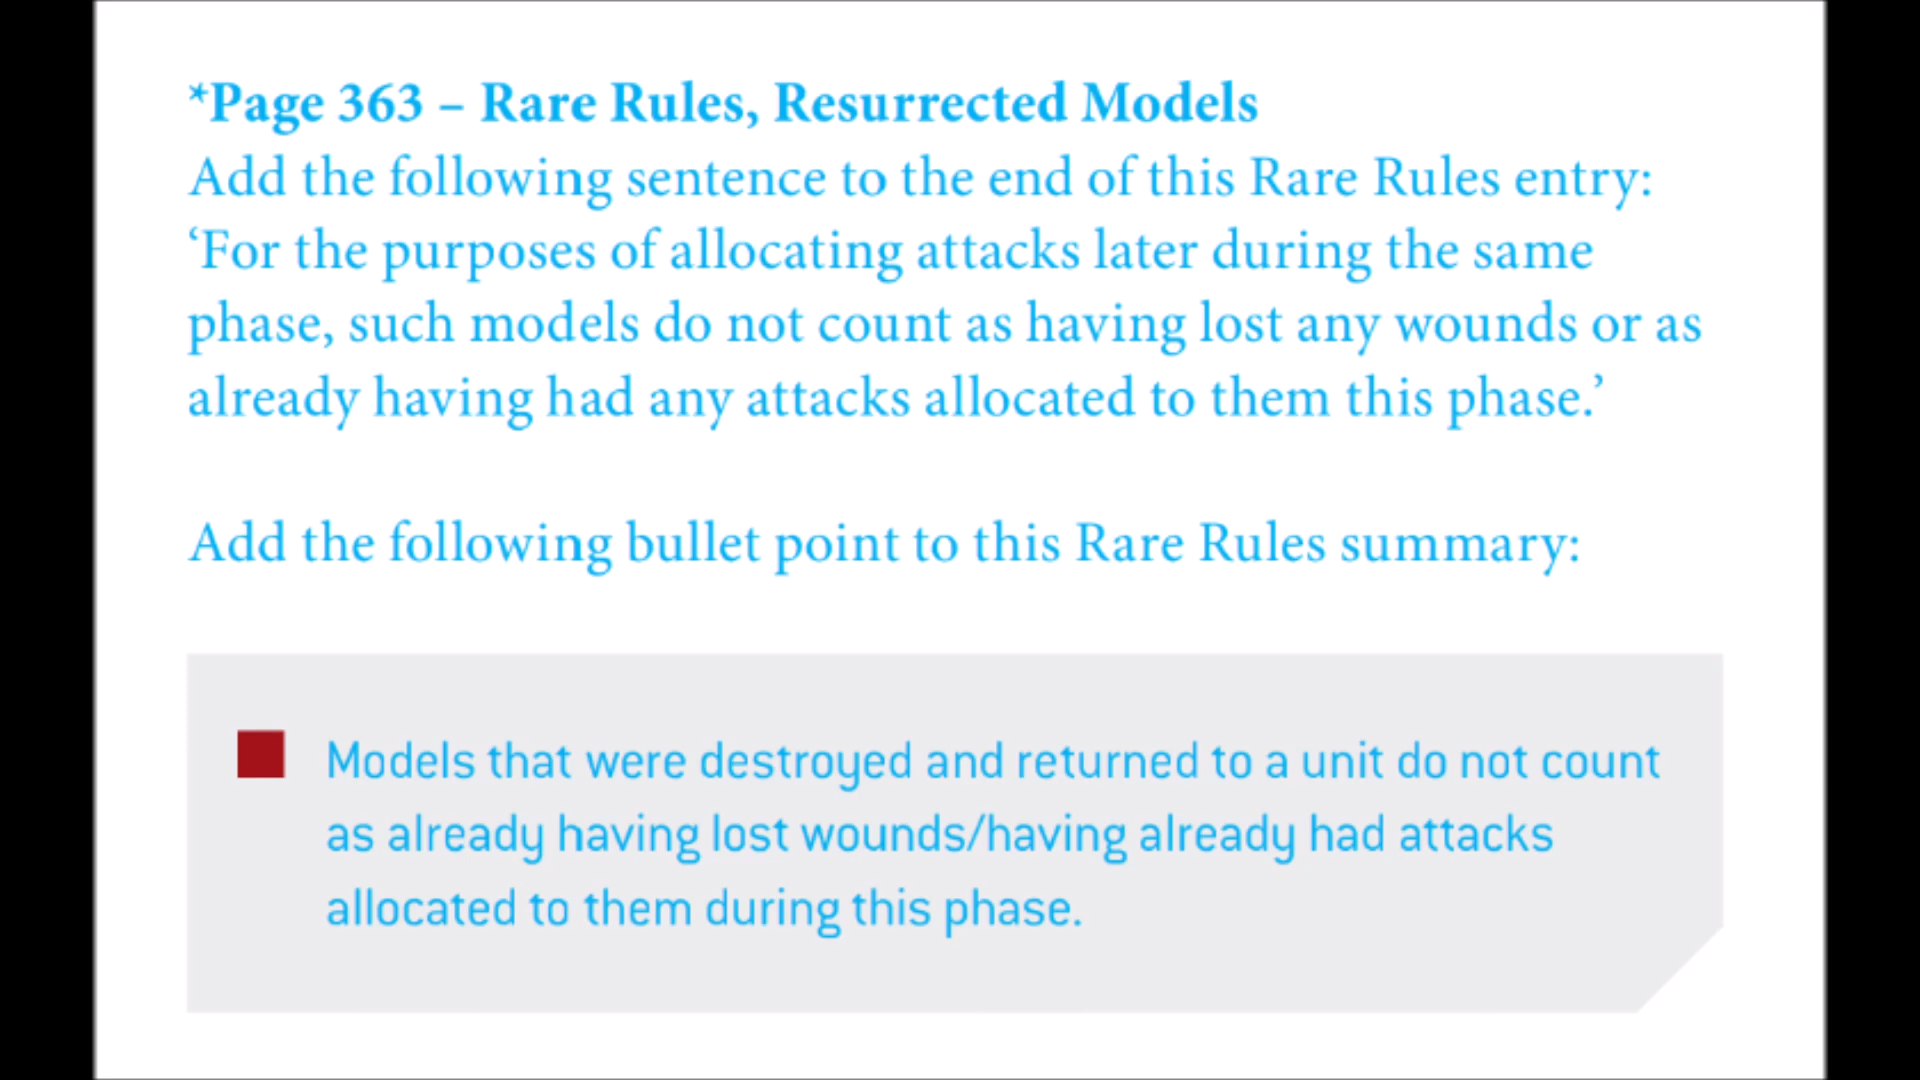 *Page 363 – Rare Rules, Resurrected Models
Add the following sentence to the end of this Rare Rules entry:
‘For the purposes of allocating attacks later during the same
phase, such models do not count as having lost any wounds or as
already having had any attacks allocated to them this phase.’
Add the following bullet point to this Rare Rules summary:
Models that were destroyed and returned to a unit do not count
as already having lost wounds/having already had attacks
allocated to them during this phase.